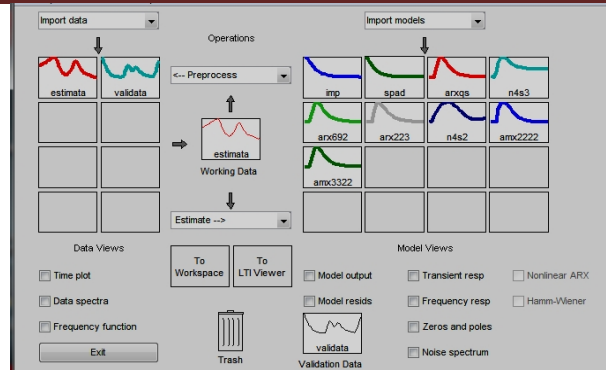 Import data
Import models
Operations
estimata
validata
<-- Preprocess
imp
spad
arxqs
n4s3
estimata
Working Data
arx692
arx223
n4s2
amx2222
amx3322
Estimate -->
Data Views
To Workspace
To LTI Viewer
Model Views
Time plot
Model output
Transient resp
Nonlinear ARX
Data spectra
Model resids
Frequency resp
Hamm-Wiener
Frequency function
validata
Zeros and poles
Exit
Trash
Validation Data
Noise spectrum